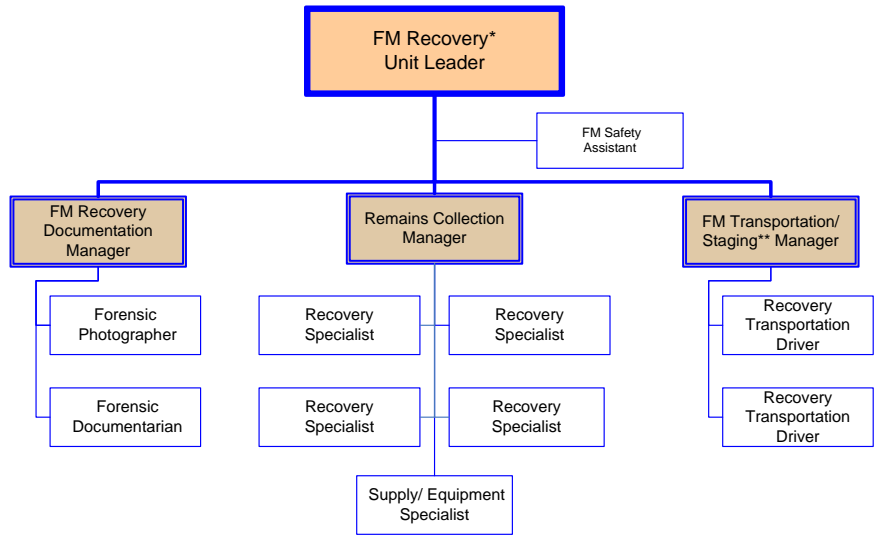 FM Recovery*
Unit Leader
FM Safety
Assistant
FM Recovery
Documentation
Manager
Remains Collection
Manager
FM Transportation/
Staging** Manager
Forensic
Photographer
Recovery
Specialist
Recovery
Specialist
Recovery
Transportation
Driver
Forensic
Documentarian
Recovery
Specialist
Recovery
Specialist
Recovery
Transportation
Driver
Supply/ Equipment
Specialist